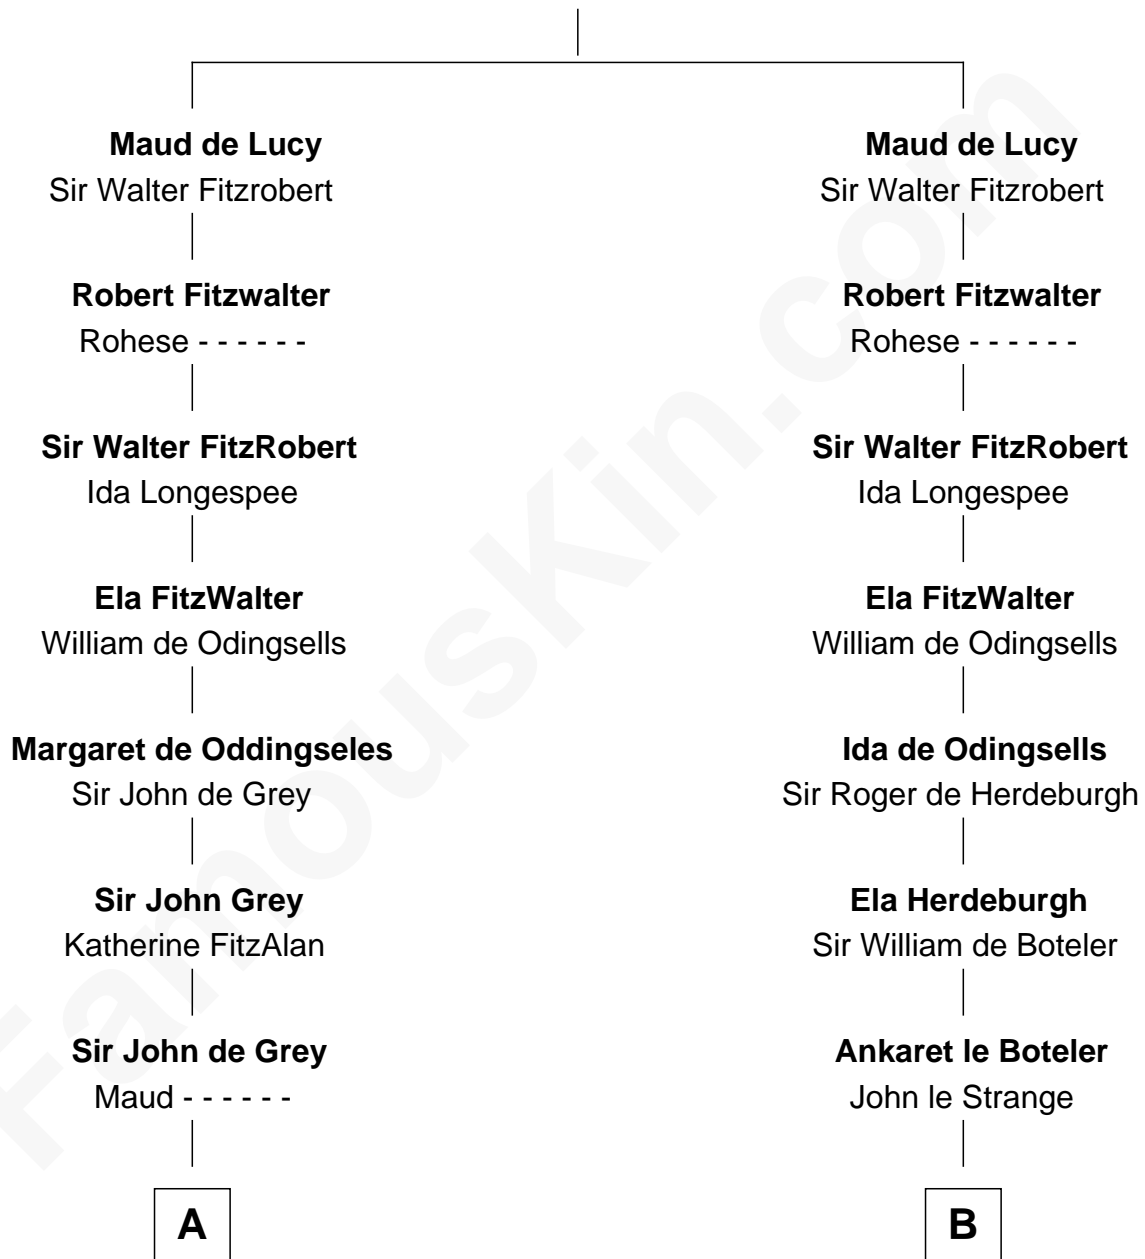 Maud de Lucy
Sir Walter Fitzrobert
Robert Fitzwalter
Rohese - - - - - -
Sir Walter FitzRobert
Ida Longespee
Ela FitzWalter
William de Odingsells
Margaret de Oddingseles
Sir John de Grey
Sir John Grey
Katherine FitzAlan
Sir John de Grey
Maud - - - - - -
A
Maud de Lucy
Sir Walter Fitzrobert
Robert Fitzwalter
Rohese - - - - - -
Sir Walter FitzRobert
Ida Longespee
Ela FitzWalter
William de Odingsells
Ida de Odingsells
Sir Roger de Herdeburgh
Ela Herdeburgh
Sir William de Boteler
Ankaret le Boteler
John le Strange
B
FamousKin.com